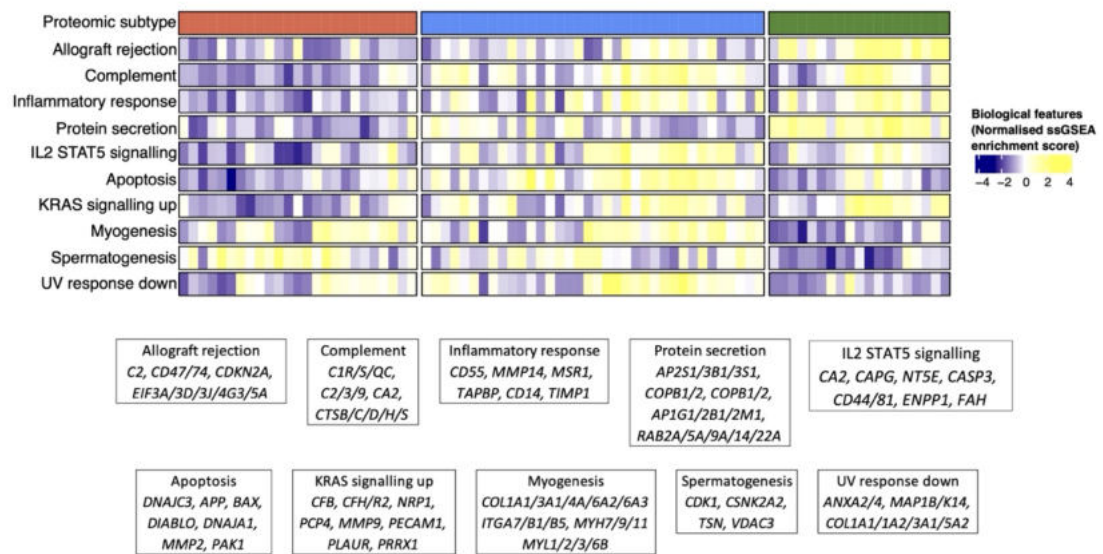 Proteomic subtype
Allograft rejection
Complement
Inflammatory response
Protein secretion
IL2 STAT5 signalling
Apoptosis
KRAS signalling up
Myogenesis
Spermatogenesis
UV response down
Biological features
(Normalised ssGSEA
enrichment score)
−4 −2 0 2 4
Allograft rejection
C2, CD47/74, CDKN2A,
EIF3A/3D/3J/4G3/5A
Complement
C1R/S/QC,
C2/3/9, CA2,
CTSB/C/D/H/S
Inflammatory response
CD55, MMP14, MSR1,
TAPBP, CD14, TIMP1
Protein secretion
AP2S1/3B1/3S1,
COPB1/2, COPB1/2,
AP1G1/2B1/2M1,
RAB2A/5A/9A/14/22A
IL2 STAT5 signalling
CA2, CAPG, NT5E, CASP3,
CD44/81, ENPP1, FAH
Apoptosis
DNAJC3, APP, BAX,
DIABLO, DNAJA1,
MMP2, PAK1
KRAS signalling up
CFB, CFH/R2, NRP1,
PCP4, MMP9, PECAM1,
PLAUR, PRRX1
Myogenesis
COL1A1/3A1/4A/6A2/6A3
ITGA7/B1/B5, MYH7/9/11
MYL1/2/3/6B
Spermatogenesis
CDK1, CSNK2A2,
TSN, VDAC3
UV response down
ANXA2/4, MAP1B/K14,
COL1A1/1A2/3A1/5A2